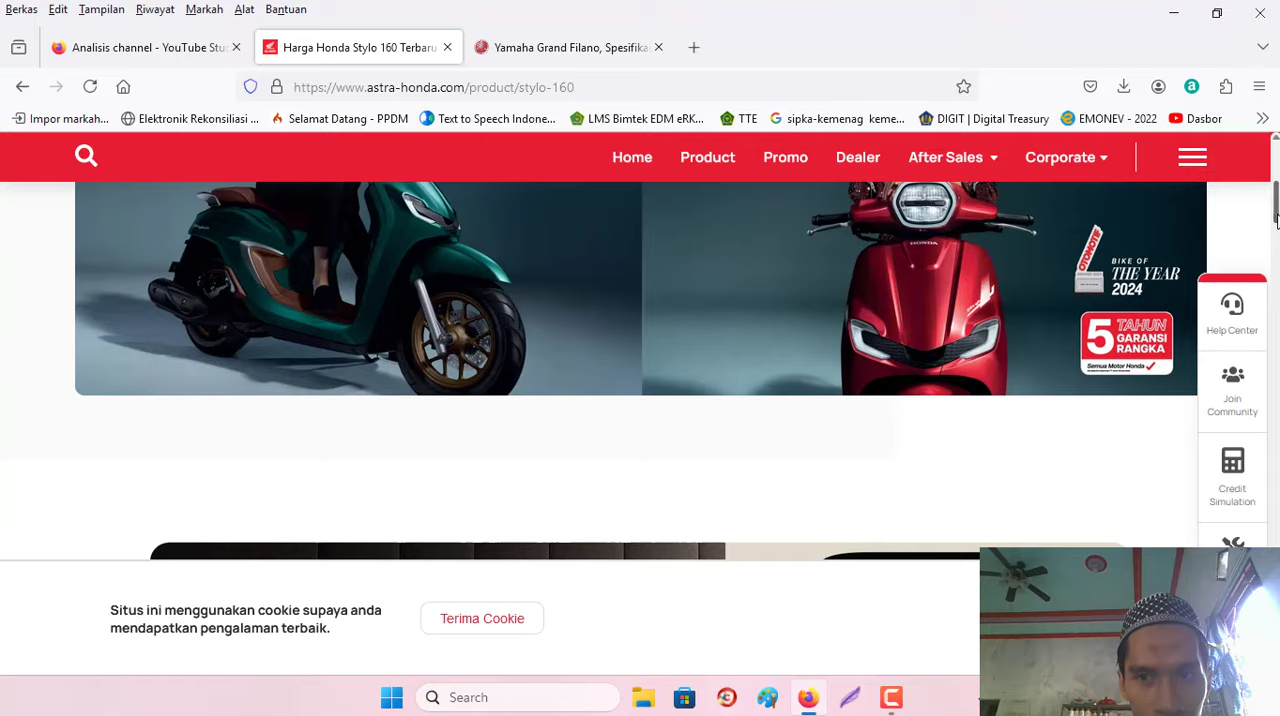 Berkas Edit Tampilan Riwayat Markah Alat Bantuan
Analisis channel - YouTube Stu
Harga Honda Stylo 160 Terbaru
Yamaha Grand Filano, Spesifika
https://www.astra-honda.com/product/stylo-160
Impor markah...
Elektronik Rekonsiliasi ...
Selamat Datang - PPDM
Text to Speech Indone...
LMS Bimtek EDM eRK...
TTE
sipka-kemenag keme...
DIGIT | Digital Treasury
EMONEV - 2022
Dasbor
Home Product Promo Dealer After Sales Corporate
HONDA
OTOMOTIF
BIKE OF
THE YEAR
2024
5 TAHUN
GARANSI
RANGKA
Semua Motor Honda
Help Center
Join
Community
Credit
Simulation
Situs ini menggunakan cookie supaya anda
mendapatkan pengalaman terbaik.
Terima Cookie
Search